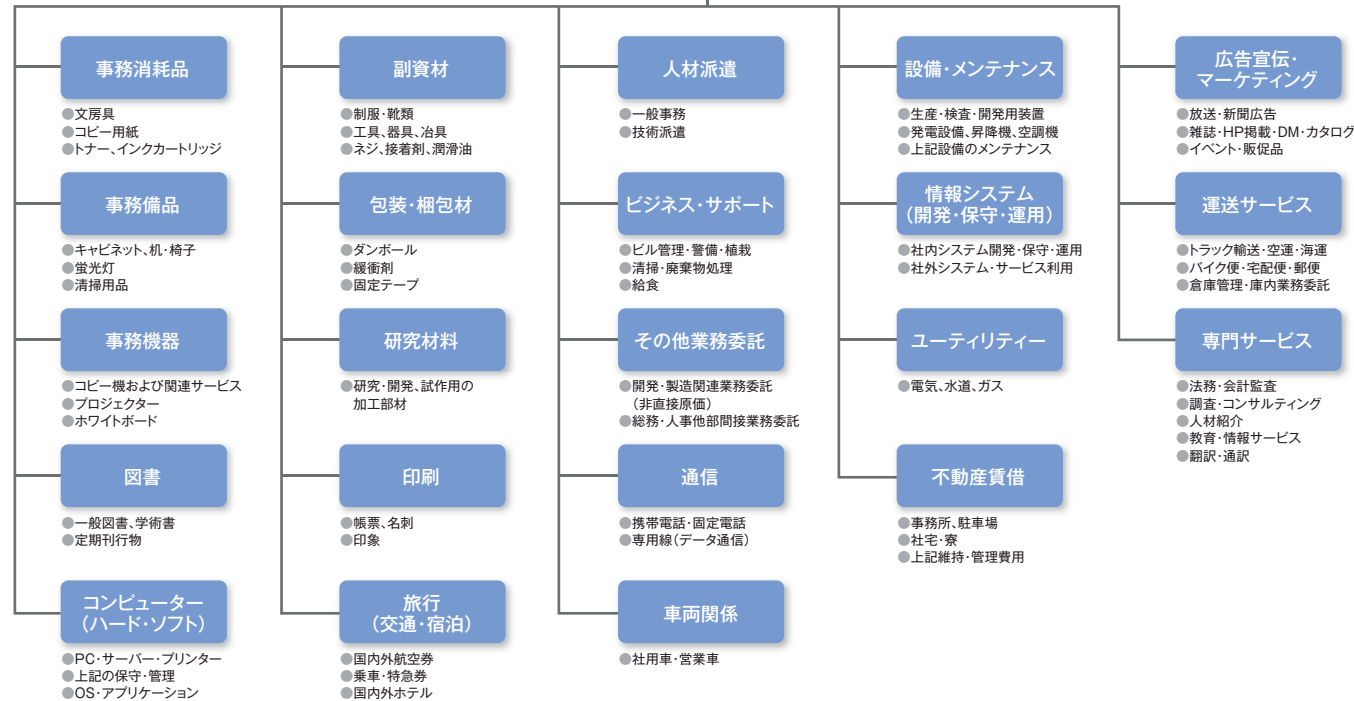 事務消耗品
●文房具
●コピー用紙
●トナー、インクカートリッジ
事務備品
●キャビネット、机・椅子
●蛍光灯
●清掃用品
事務機器
●コピー機および関連サービス
●プロジェクター
●ホワイトボード
図書
●一般図書、学術書
●定期刊行物
コンピューター
(ハード・ソフト)
●PC・サーバー・プリンター
●上記の保守・管理
●OS・アプリケーション
副資材
●制服・靴類
●工具、器具、冶具
●ネジ、接着剤、潤滑油
包装・梱包材
●ダンボール
●緩衝剤
●固定テープ
研究材料
●研究・開発、試作用の
加工部材
印刷
●帳票、名刺
●印象
旅行
(交通・宿泊)
●国内外航空券
●乗車・特急券
●国内外ホテル
人材派遣
●一般事務
●技術派遣
ビジネス・サポート
●ビル管理・警備・植栽
●清掃・廃棄物処理
●給食
その他業務委託
●開発・製造関連業務委託
(非直接原価)
●総務・人事他部間接業務委託
通信
●携帯電話・固定電話
●専用線(データ通信)
車両関係
●社用車・営業車
設備・メンテナンス
●生産・検査・開発用装置
●発電設備、昇降機、空調機
●上記設備のメンテナンス
情報システム
(開発・保守・運用)
●社内システム開発・保守・運用
●社外システム・サービス利用
ユーティリティー
●電気、水道、ガス
不動産賃借
●事務所、駐車場
●社宅・寮
●上記維持・管理費用
広告宣伝・
マーケティング
●放送・新聞広告
●雑誌・HP掲載・DM・カタログ
●イベント・販促品
運送サービス
●トラック輸送・空運・海運
●バイク便・宅配便・郵便
●倉庫管理・庫内業務委託
専門サービス
●法務・会計監査
●調査・コンサルティング
●人材紹介
●教育・情報サービス
●翻訳・通訳